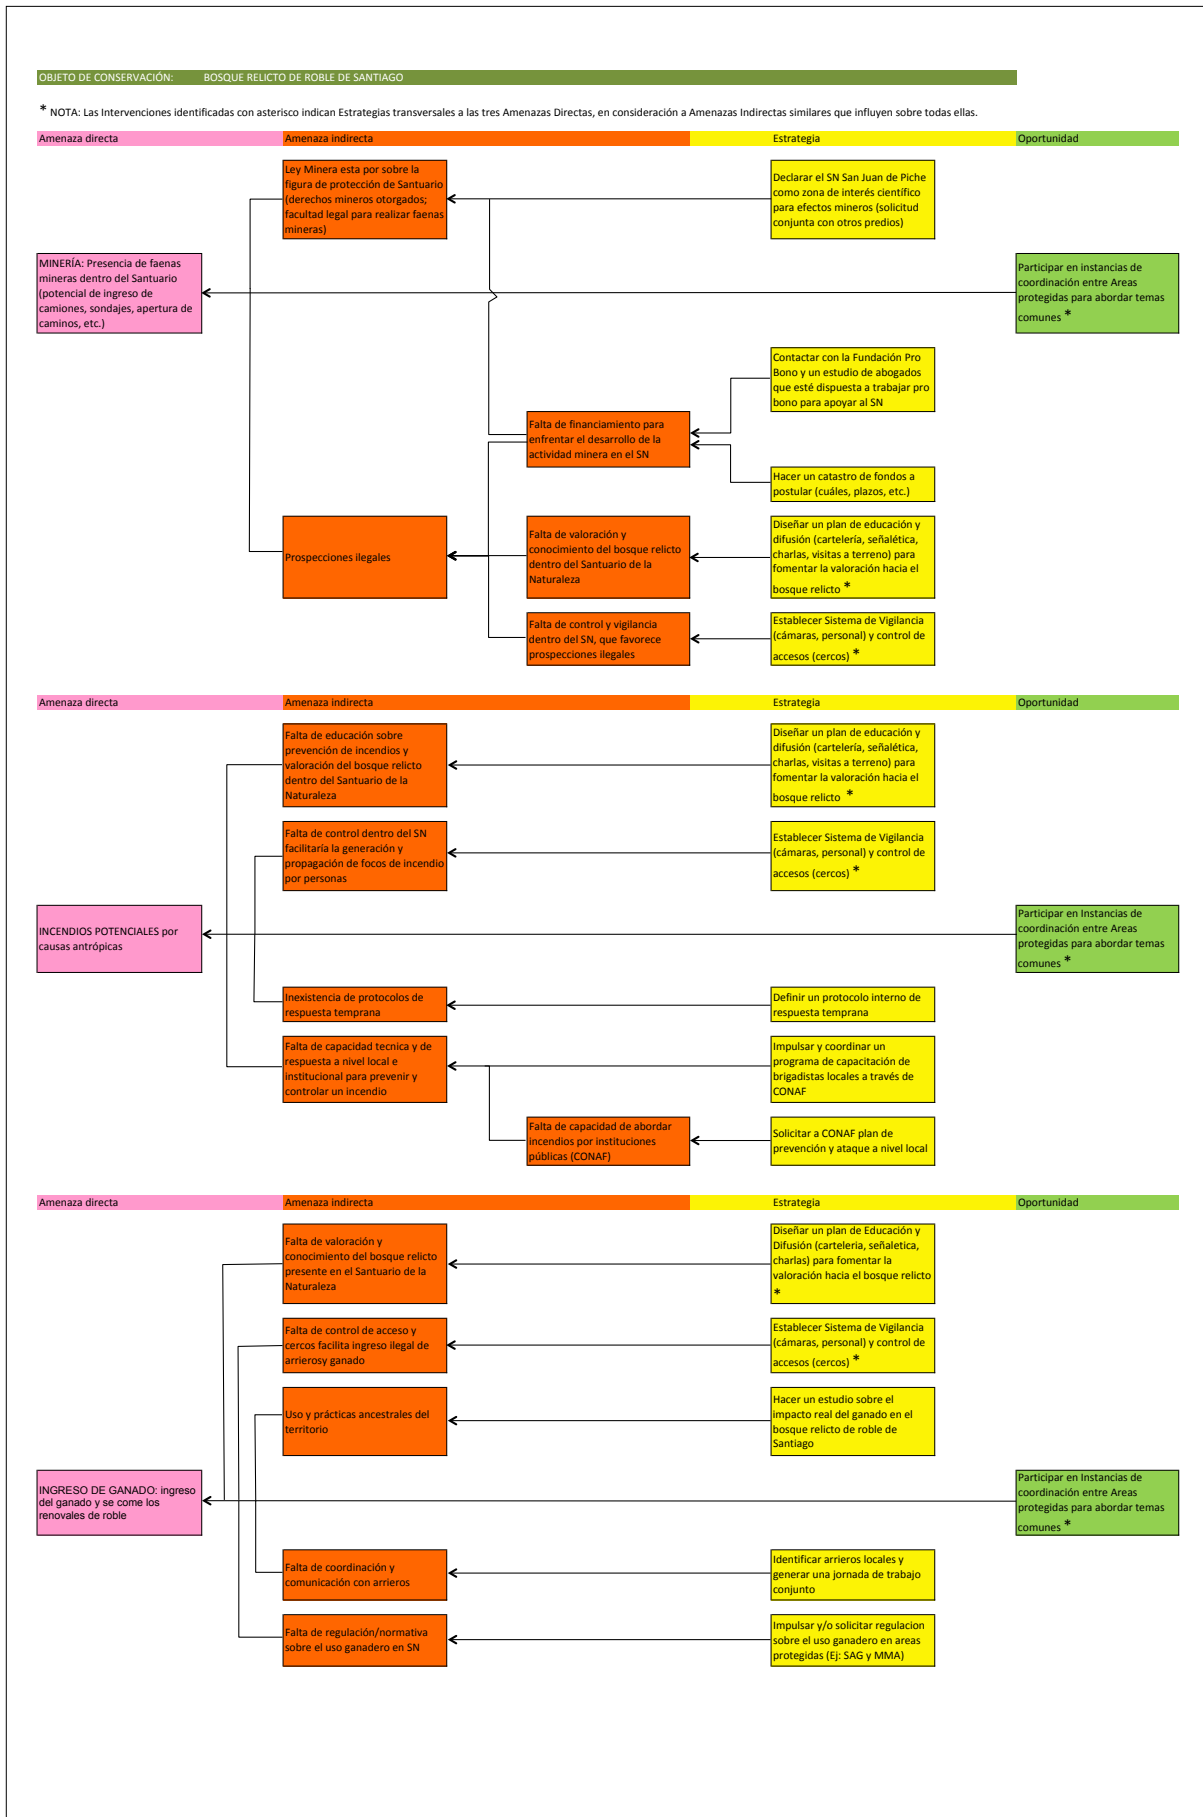 OBJETO DE CONSERVACIÓN: BOSQUE RELICTO DE ROBLE DE SANTIAGO
* NOTA: Las Intervenciones identificadas con asterisco indican Estrategias transversales a las tres Amenazas Directas, en consideración a Amenazas Indirectas similares que influyen sobre todas ellas.
Amenaza directa
Amenaza indirecta
Estrategia
Oportunidad
Ley Minera esta por sobre la
figura de protección de Santuario
(derechos mineros otorgados;
facultad legal para realizar faenas
mineras)
Declarar el SN San Juan de Piche
como zona de interés científico
para efectos mineros (solicitud
conjunta con otros predios)
MINERÍA: Presencia de faenas
mineras dentro del Santuario
(potencial de ingreso de
camiones, sondajes, apertura de
caminos, etc.)
Participar en instancias de
coordinación entre Areas
protegidas para abordar temas
comunes *
Contactar con la Fundación Pro
Bono y un estudio de abogados
que esté dispuesta a trabajar pro
bono para apoyar al SN
Falta de financiamiento para
enfrentar el desarrollo de la
actividad minera en el SN
Hacer un catastro de fondos a
postular (cuáles, plazos, etc.)
Prospecciones ilegales
Falta de valoración y
conocimiento del bosque relicto
dentro del Santuario de la
Naturaleza
Diseñar un plan de educación y
difusión (cartelería, señalética,
charlas, visitas a terreno) para
fomentar la valoración hacia el
bosque relicto *
Falta de control y vigilancia
dentro del SN, que favorece
prospecciones ilegales
Establecer Sistema de Vigilancia
(cámaras, personal) y control de
accesos (cercos) *
Amenaza directa
Amenaza indirecta
Estrategia
Oportunidad
Falta de educación sobre
prevención de incendios y
valoración del bosque relicto
dentro del Santuario de la
Naturaleza
Diseñar un plan de educación y
difusión (cartelería, señalética,
charlas, visitas a terreno) para
fomentar la valoración hacia el
bosque relicto *
Falta de control dentro del SN
facilitaría la generación y
propagación de focos de incendio
por personas
Establecer Sistema de Vigilancia
(cámaras, personal) y control de
accesos (cercos) *
INCENDIOS POTENCIALES por
causas antrópicas
Participar en Instancias de
coordinación entre Areas
protegidas para abordar temas
comunes *
Inexistencia de protocolos de
respuesta temprana
Definir un protocolo interno de
respuesta temprana
Falta de capacidad tecnica y de
respuesta a nivel local e
institucional para prevenir y
controlar un incendio
Impulsar y coordinar un
programa de capacitación de
brigadistas locales a través de
CONAF
Falta de capacidad de abordar
incendios por instituciones
públicas (CONAF)
Solicitar a CONAF plan de
prevención y ataque a nivel local
Amenaza directa
Amenaza indirecta
Estrategia
Oportunidad
Falta de valoración y
conocimiento del bosque relicto
presente en el Santuario de la
Naturaleza
Diseñar un plan de Educación y
Difusión (carteleria, señaletica,
charlas) para fomentar la
valoración hacia el bosque relicto
*
Falta de control de acceso y
cercos facilita ingreso ilegal de
arrierosy ganado
Establecer Sistema de Vigilancia
(cámaras, personal) y control de
accesos (cercos) *
Uso y prácticas ancestrales del
territorio
Hacer un estudio sobre el
impacto real del ganado en el
bosque relicto de roble de
Santiago
INGRESO DE GANADO: ingreso
del ganado y se come los
renovales de roble
Participar en Instancias de
coordinación entre Areas
protegidas para abordar temas
comunes *
Falta de coordinación y
comunicación con arrieros
Identificar arrieros locales y
generar una jornada de trabajo
conjunto
Falta de regulación/normativa
sobre el uso ganadero en SN
Impulsar y/o solicitar regulacion
sobre el uso ganadero en areas
protegidas (Ej: SAG y MMA)